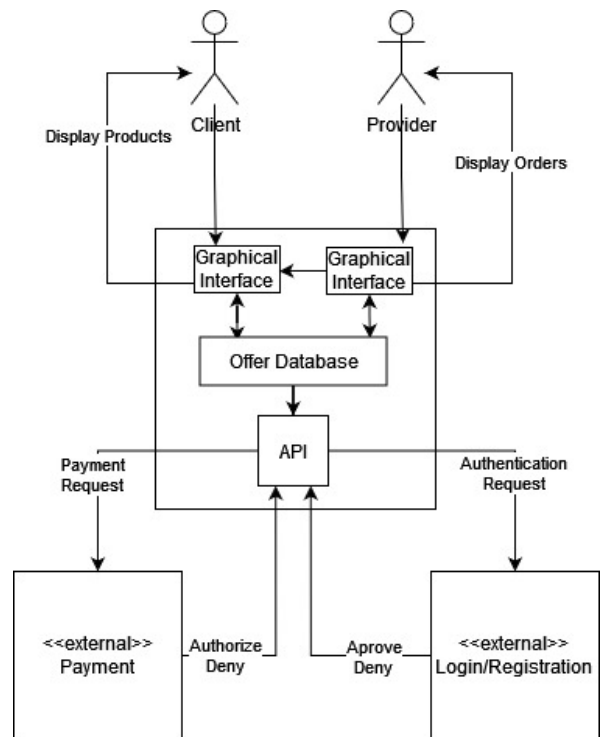 Client
Provider
Display Products
Display Orders
Graphical
Interface
Graphical
Interface
Offer Database
API
Payment
Request
Authentication
Request
<<external>>
Payment
Authorize
Deny
Aprove
Deny
<<external>>
Login/Registration